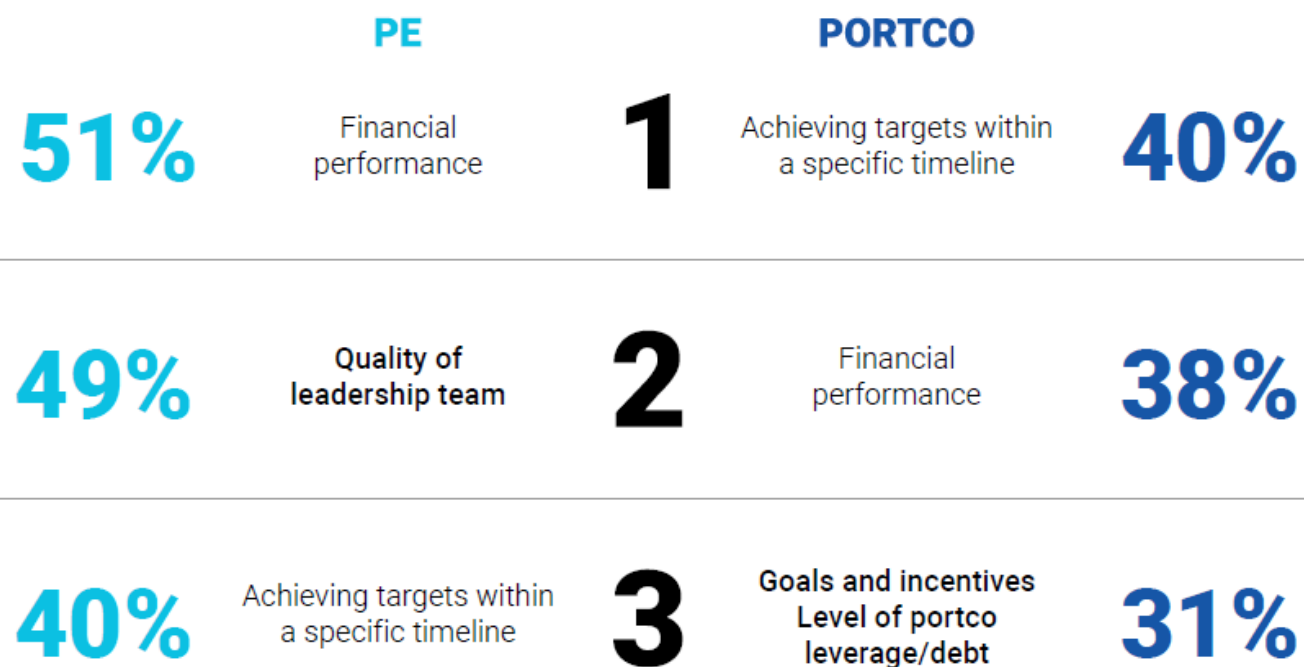 PE
PORTCO
51%
Financial
performance
1
Achieving targets within
a specific timeline
40%
49%
Quality of
leadership team
2
Financial
performance
38%
40%
Achieving targets within
a specific timeline
3
Goals and incentives
Level of portco
leverage/debt
31%